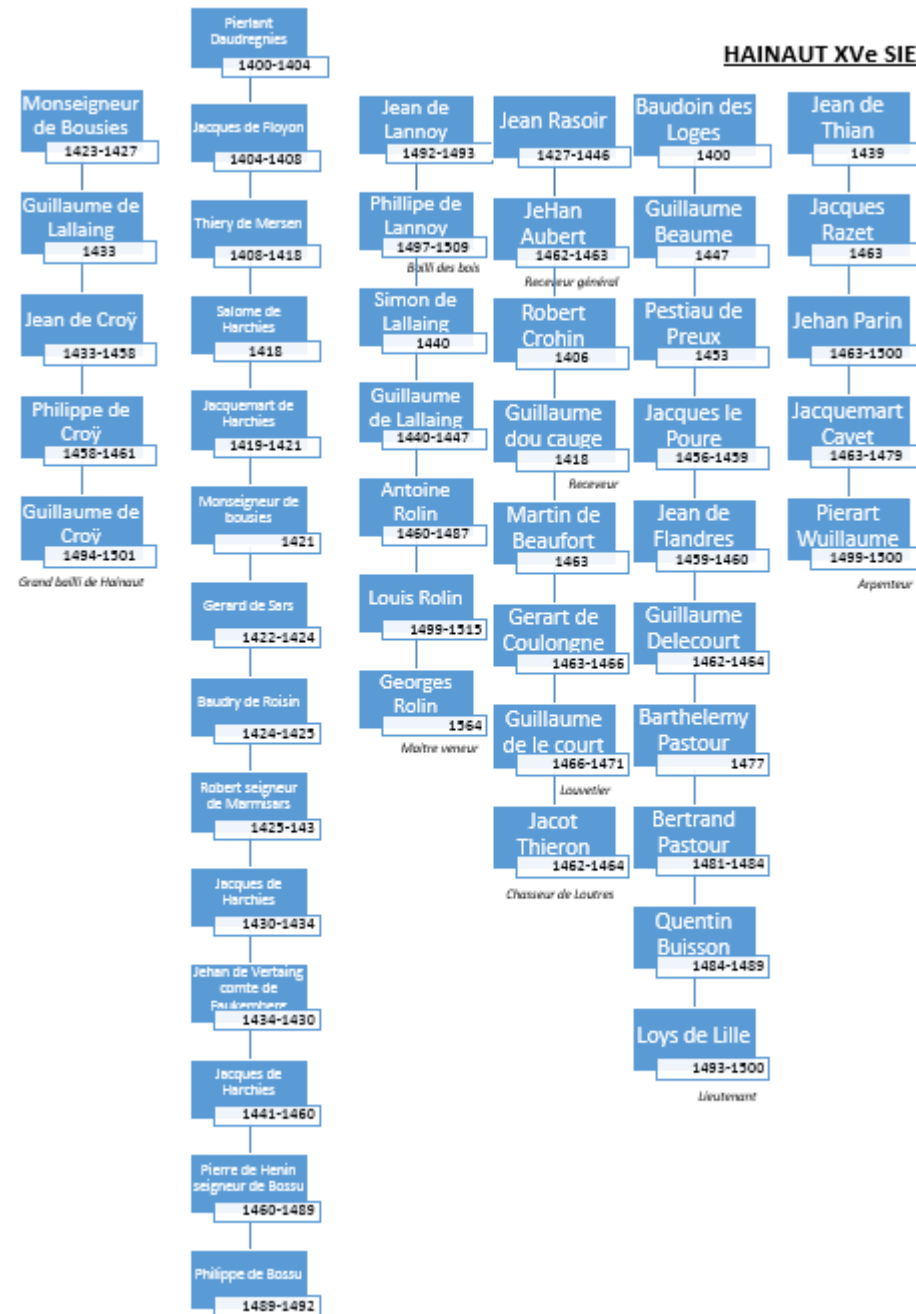 HAINAUT XVe SIE
Monseigneur
de Bousies
1423-1427
Guillaume de
Lallaing
1433
Jean de Croÿ
1433-1458
Philippe de
Croÿ
1458-1461
Guillaume de
Croÿ
1494-1501
Grand bailli de Hainaut
Pierlant
Daudregnies
1400-1404
Jacques de Floyon
1404-1408
Thiery de Mersen
1408-1418
Salome de
Harchies
1418
Jacquemart de
Harchies
1419-1421
Monseigneur de
bousies
1421
Gerard de Sars
1422-1424
Baudry de Roisin
1424-1425
Robert seigneur
de Marmisars
1425-143
Jacques de
Harchies
1430-1434
Jehan de Vertaing
comte de
Faukemberg
1434-1430
Jacques de
Harchies
1441-1460
Pierre de Henin
seigneur de Bossu
1460-1489
Philippe de Bossu
1489-1492
Jean de
Lannoy
1492-1493
Phillipe de
Lannoy
1497-1509
Bailli des bois
Simon de
Lallaing
1440
Guillaume
de Lallaing
1440-1447
Antoine
Rolin
1460-1487
Louis Rolin
1499-1515
Georges
Rolin
1564
Maitre veneur
Jean Rasoir
1427-1446
JeHan
Aubert
1462-1463
Receveur général
Robert
Crohin
1406
Guillaume
dou cauge
1418
Receveur
Martin de
Beaufort
1463
Gerart de
Coulongne
1463-1466
Guillaume
de le court
1466-1471
Louvetier
Jacot
Thieron
1462-1464
Chasseur de Loutres
Baudoin des
Loges
1400
Guillaume
Beaume
1447
Pestiau de
Preux
1453
Jacques le
Poure
1456-1459
Jean de
Flandres
1459-1460
Guillaume
Delecourt
1462-1464
Barthelemy
Pastour
1477
Bertrand
Pastour
1481-1484
Quentin
Buisson
1484-1489
Loys de Lille
1493-1500
Lieutenant
Jean de
Thian
1439
Jacques
Razet
1463
Jehan Parin
1463-1500
Jacquemart
Cavet
1463-1479
Pierart
Wuillaume
1499-1500
Arpenteur